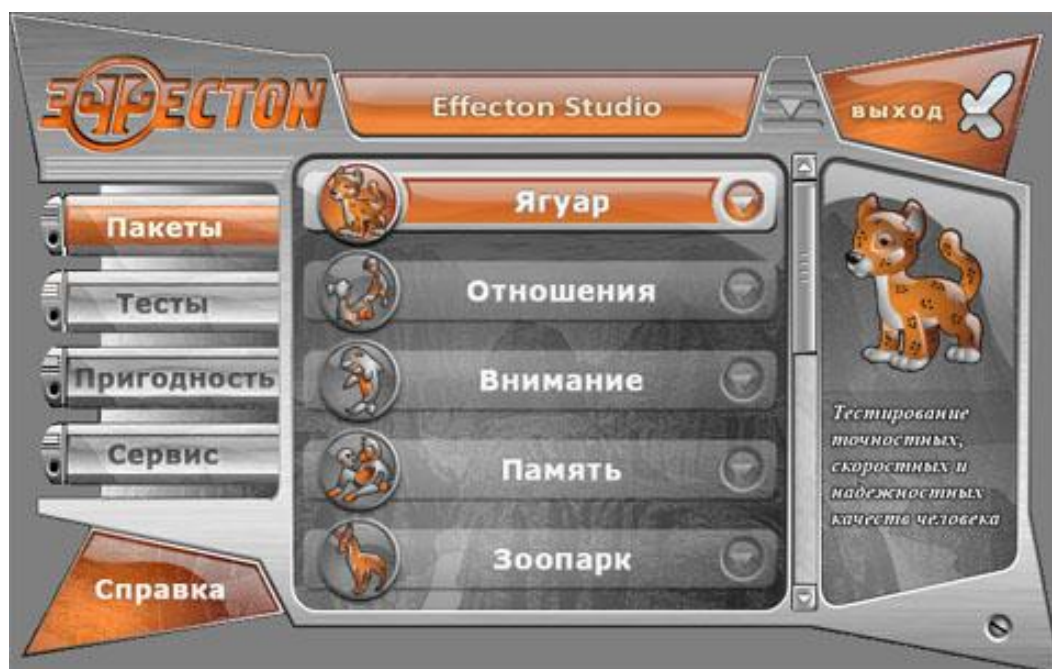 EFFECTON
Effecton Studio
выход
Пакеты
Тесты
Пригодность
Сервис
Справка
Ягуар
Отношения
Внимание
Память
Зоопарк
Тестирование
точностных,
скоростных и
надежностных
качеств человека